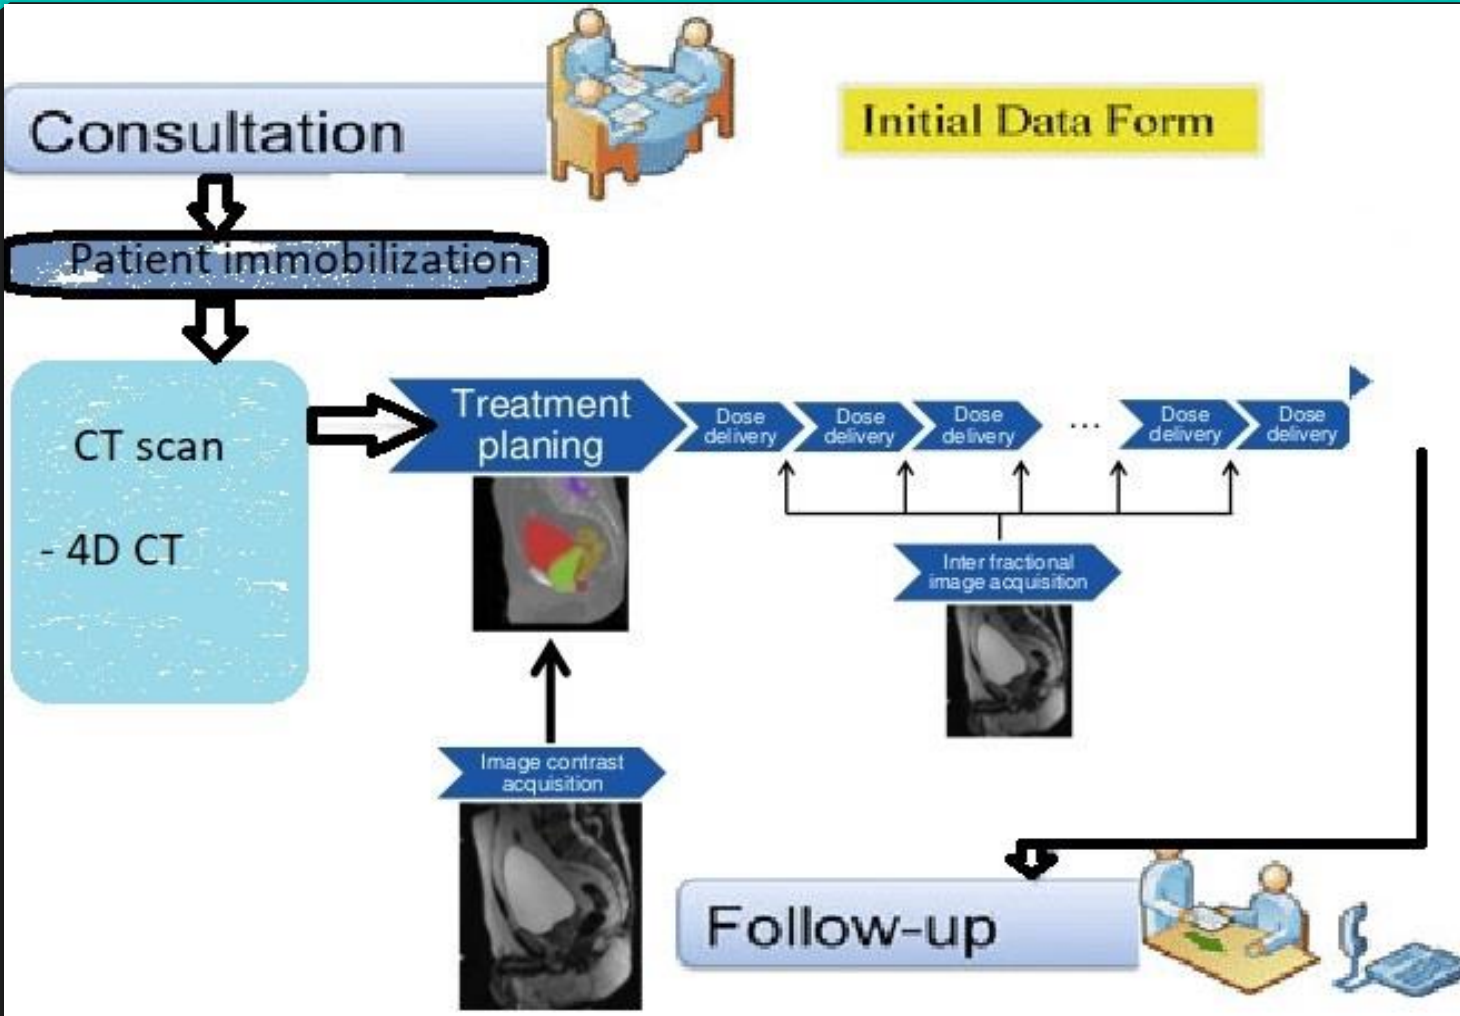 Consultation
Initial Data Form
Patient immobilization
CT scan
- 4D CT
Treatment
planing
Dose
delivery
Dose
delivery
Dose
delivery
...
Dose
delivery
Dose
delivery
Inter fractional
image acquisition
Image contrast
acquisition
Follow-up